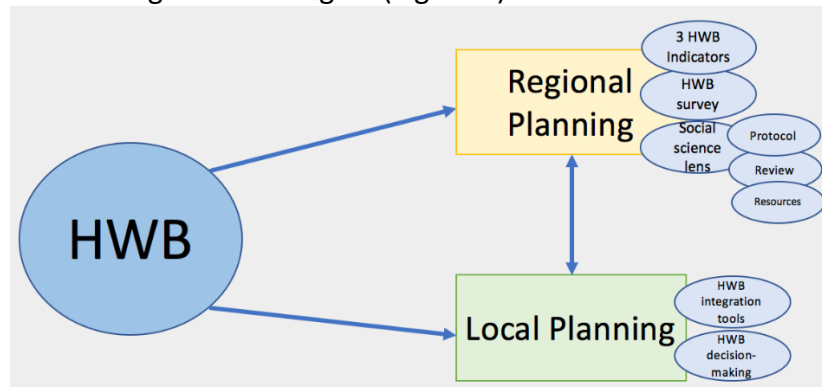 3 HWB
Indicators
Regional
Planning
HWB
survey
Social
science
lens
Protocol
Review
Resources
HWB
Local Planning
HWB
integration
tools
HWB
decision-
making